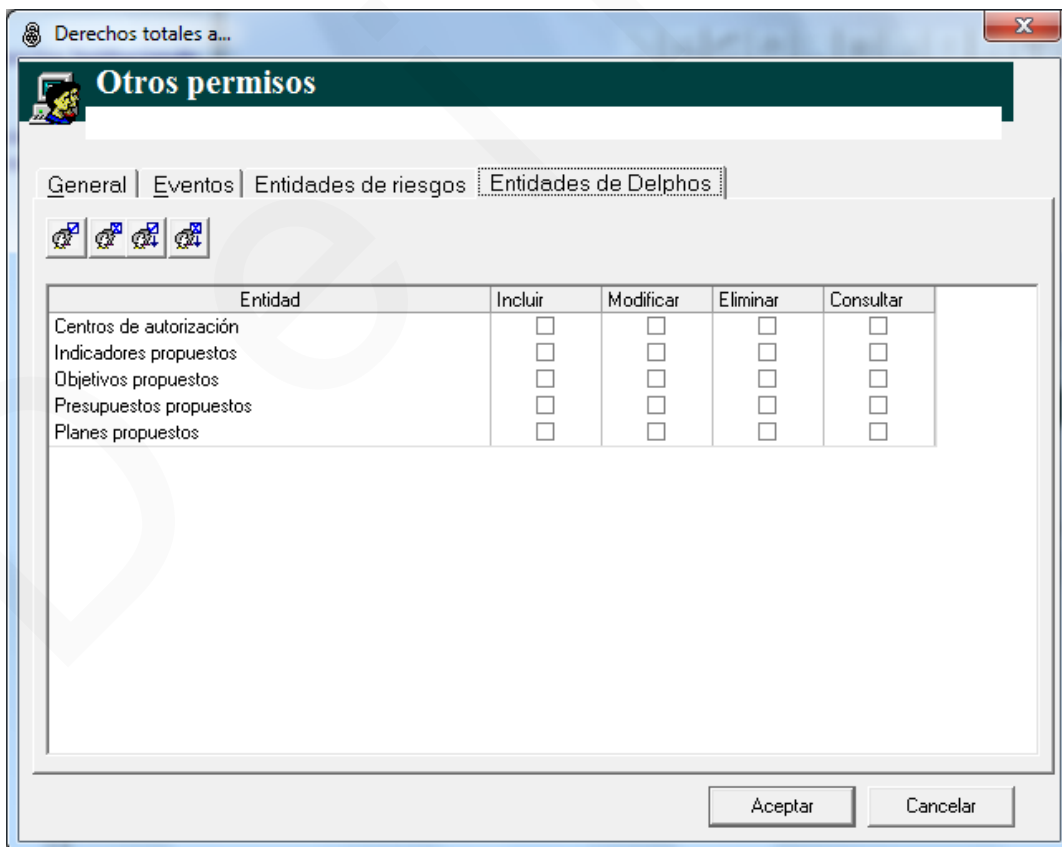 Derechos totales a...
Otros permisos
General Eventos Entidades de riesgos Entidades de Delphos
Entidad Incluir Modificar Eliminar Consultar
Centros de autorización
Indicadores propuestos
Objetivos propuestos
Presupuestos propuestos
Planes propuestos
Aceptar Cancelar